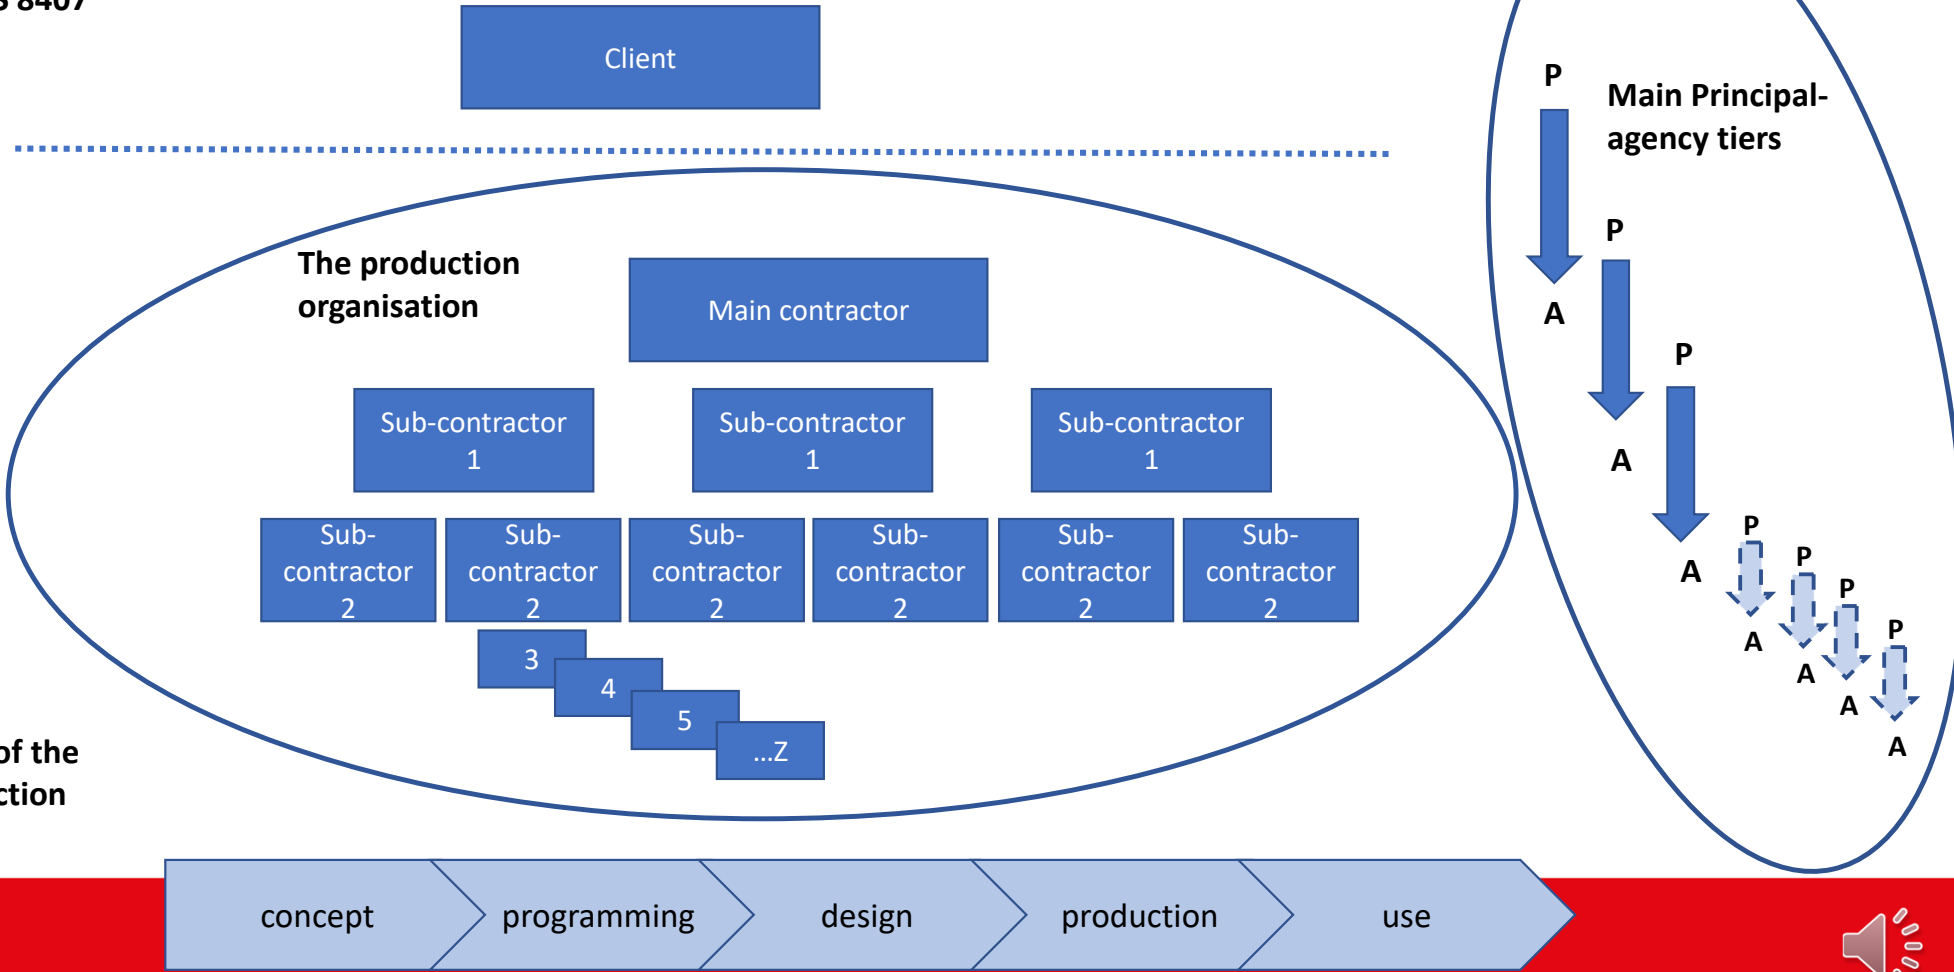 8407
Client
P
Main Principal-
agency tiers
The production
organisation
P
Main contractor
A
P
Sub-contractor
1
Sub-contractor
1
Sub-contractor
1
A
Sub-
contractor
2
Sub-
contractor
2
Sub-
contractor
2
Sub-
contractor
2
Sub-
contractor
2
Sub-
contractor
2
P
A
P
P
P
A
A
A
A
3
4
5
...Z
of the
ction
concept
programming
design
production
use